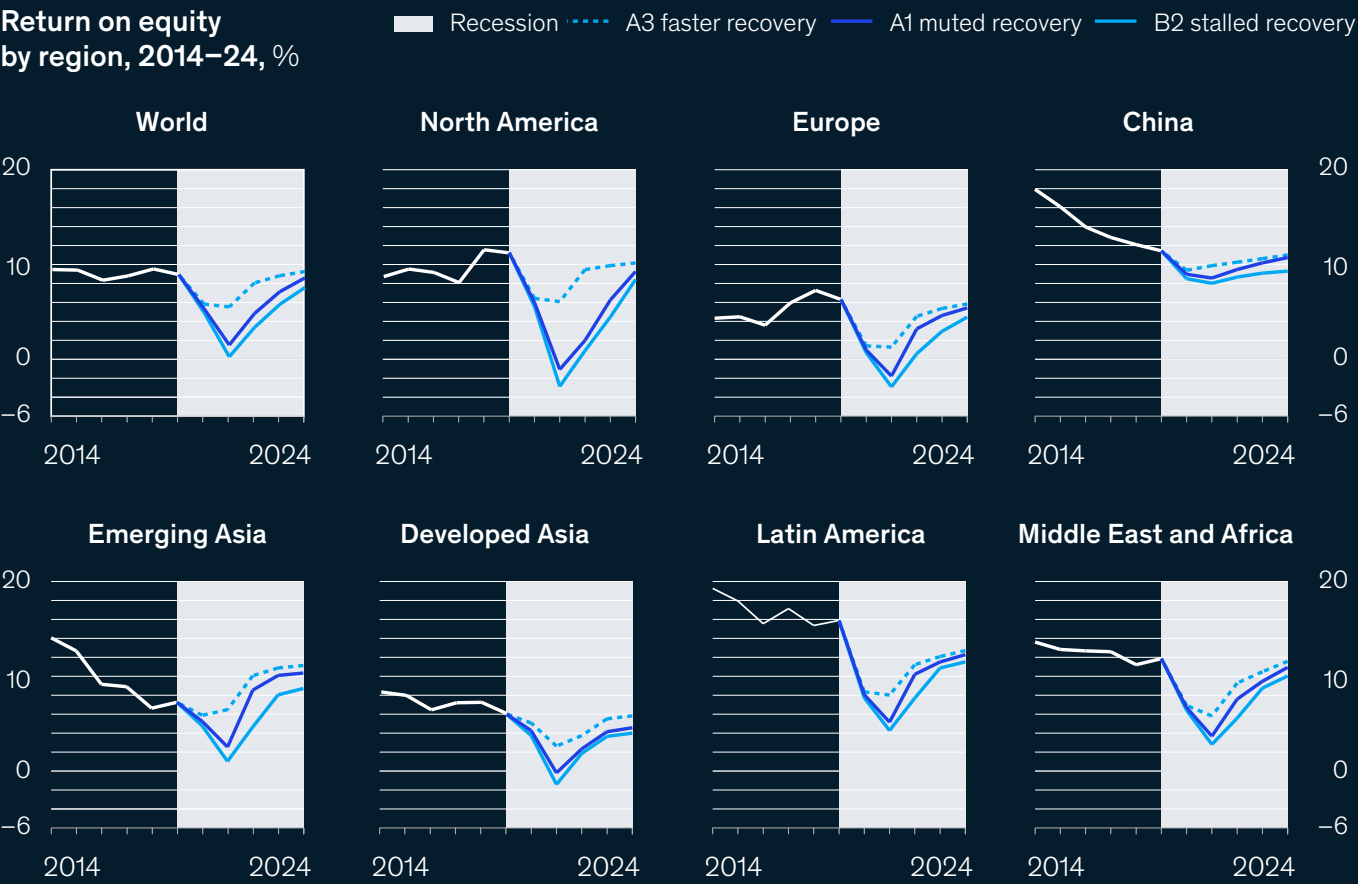 Return on equity
by region, 2014–24, %
Recession
A3 faster recovery
A1 muted recovery
B2 stalled recovery
World
North America
Europe
China
20
10
0
–6
20
10
0
–6
2014
2024
2014
2024
2014
2024
2014
2024
Emerging Asia
Developed Asia
Latin America
Middle East and Africa
20
10
0
–6
20
10
0
–6
2014
2024
2014
2024
2014
2024
2014
2024